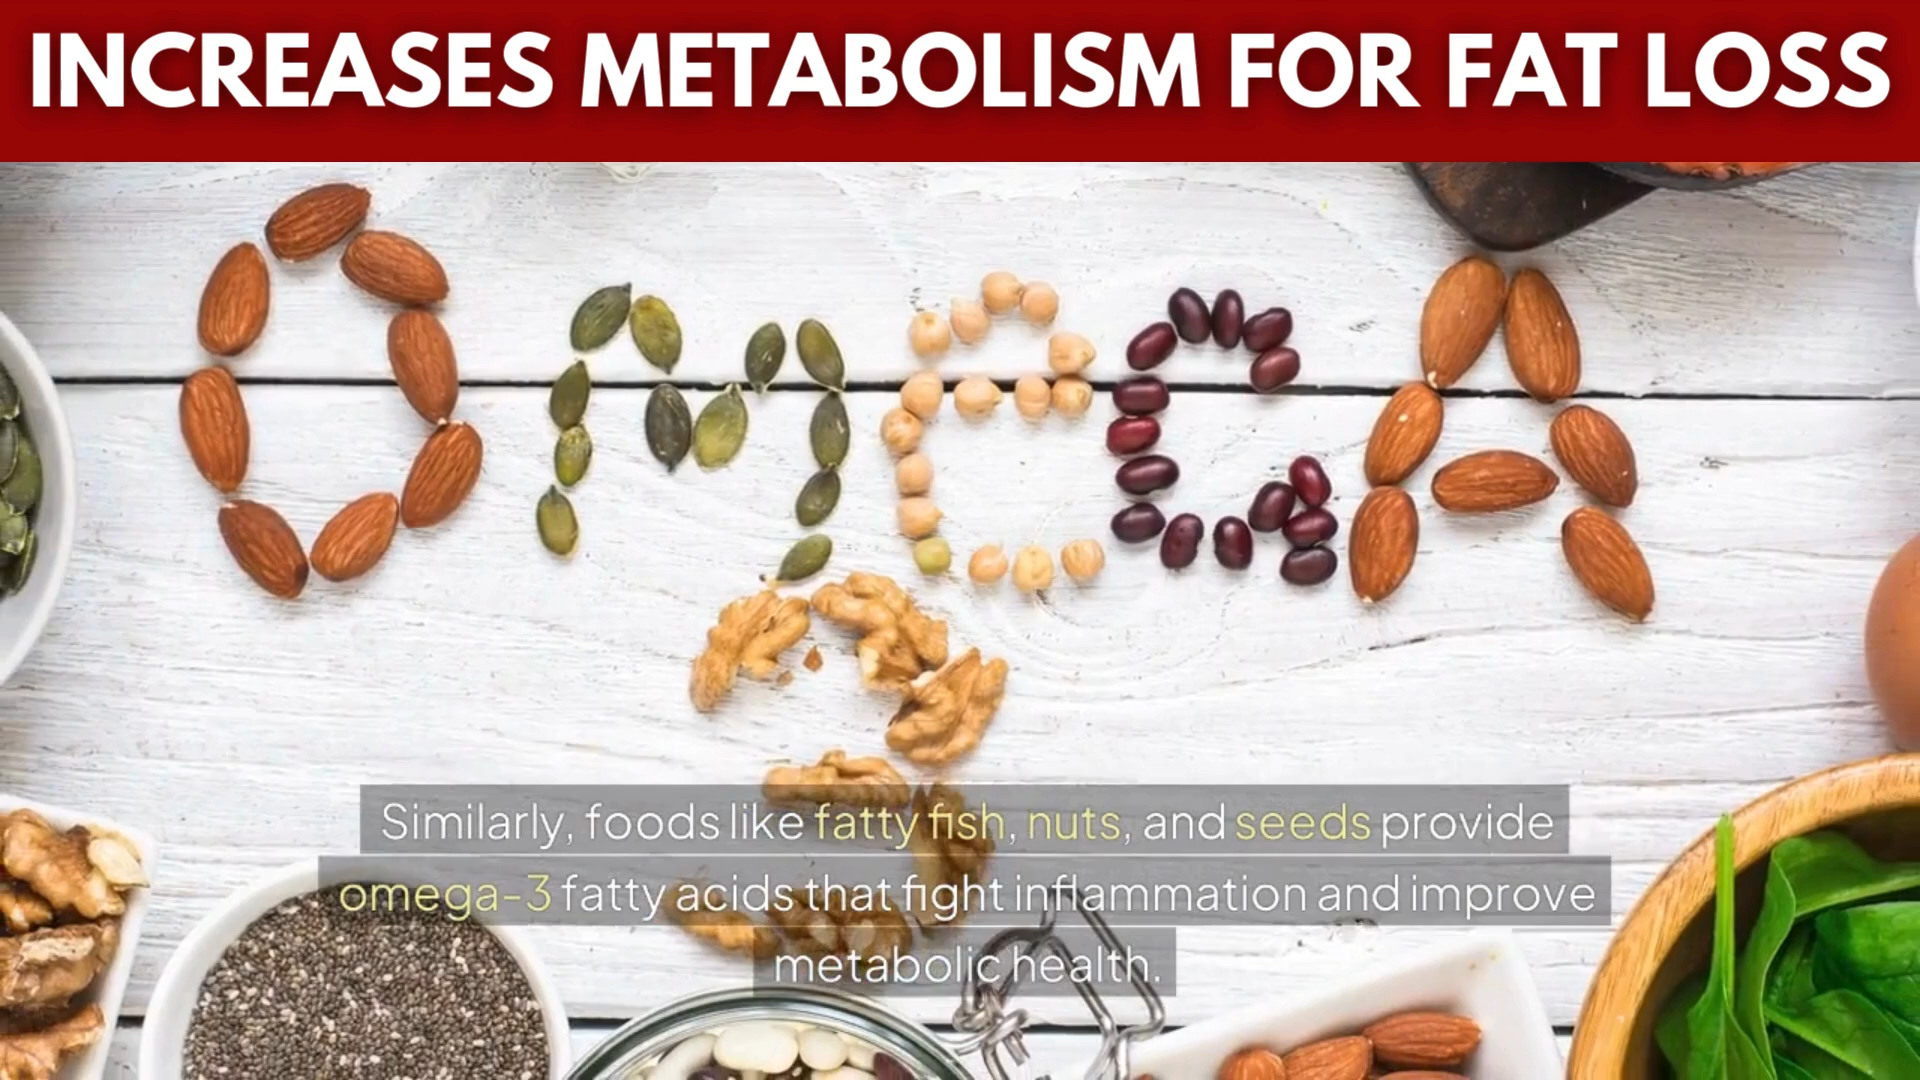 INCREASES METABOLISM FOR FAT LOSS
OMEGA
3
Similarly, foods like fatty fish, nuts, and seeds provide
omega-3 fatty acids that fight inflammation and improve
metabolic health.